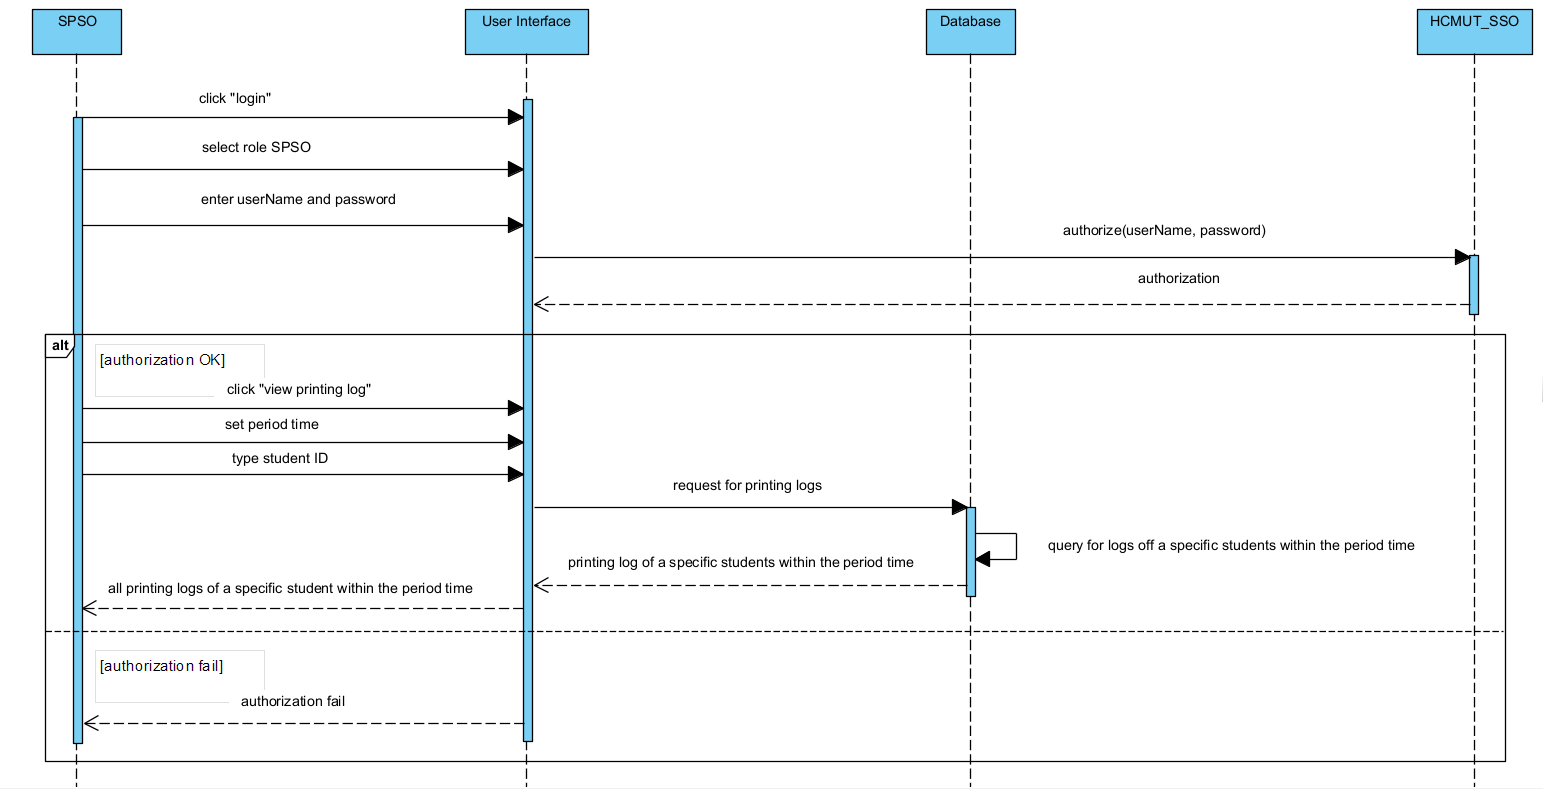 SPSO
User Interface
Database
HCMUT_SSO
click "login"
select role SPSO
enter userName and password
authorize(userName, password)
authorization
alt
[authorization OK]
click "view printing log"
set period time
type student ID
request for printing logs
query for logs off a specific students within the period time
printing log of a specific students within the period time
all printing logs of a specific student within the period time
[authorization fail]
authorization fail